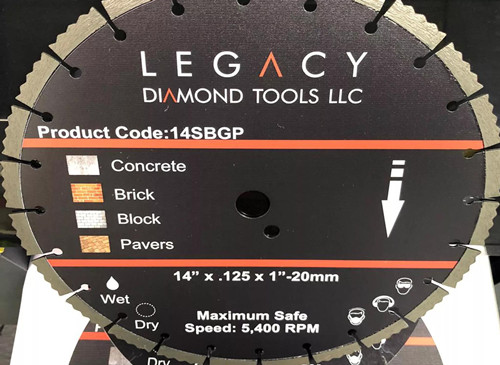 LEGACY
DIAMOND TOOLS LLC
Product Code:14SBGP
Concrete
Brick
Block
Pavers
14” x .125 x 1”-20mm
Wet
Dry
Maximum Safe
Speed: 5,400 RPM
Dry